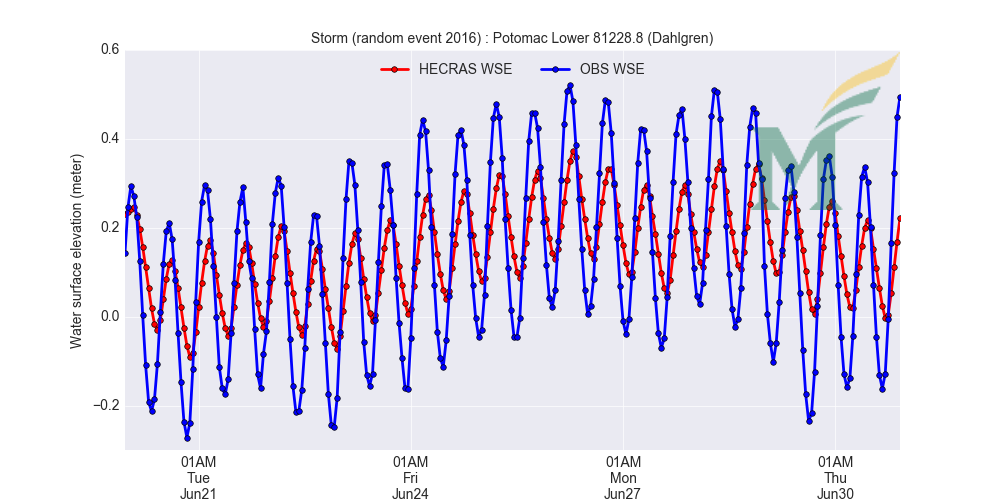 Storm (random event 2016) : Potomac Lower 81228.8 (Dahlgren)
HECRAS WSE
OBS WSE
Water surface elevation (meter)
0.6
0.4
0.2
0.0
−0.2
01AM
Tue
Jun21
01AM
Fri
Jun24
01AM
Mon
Jun27
01AM
Thu
Jun30
M